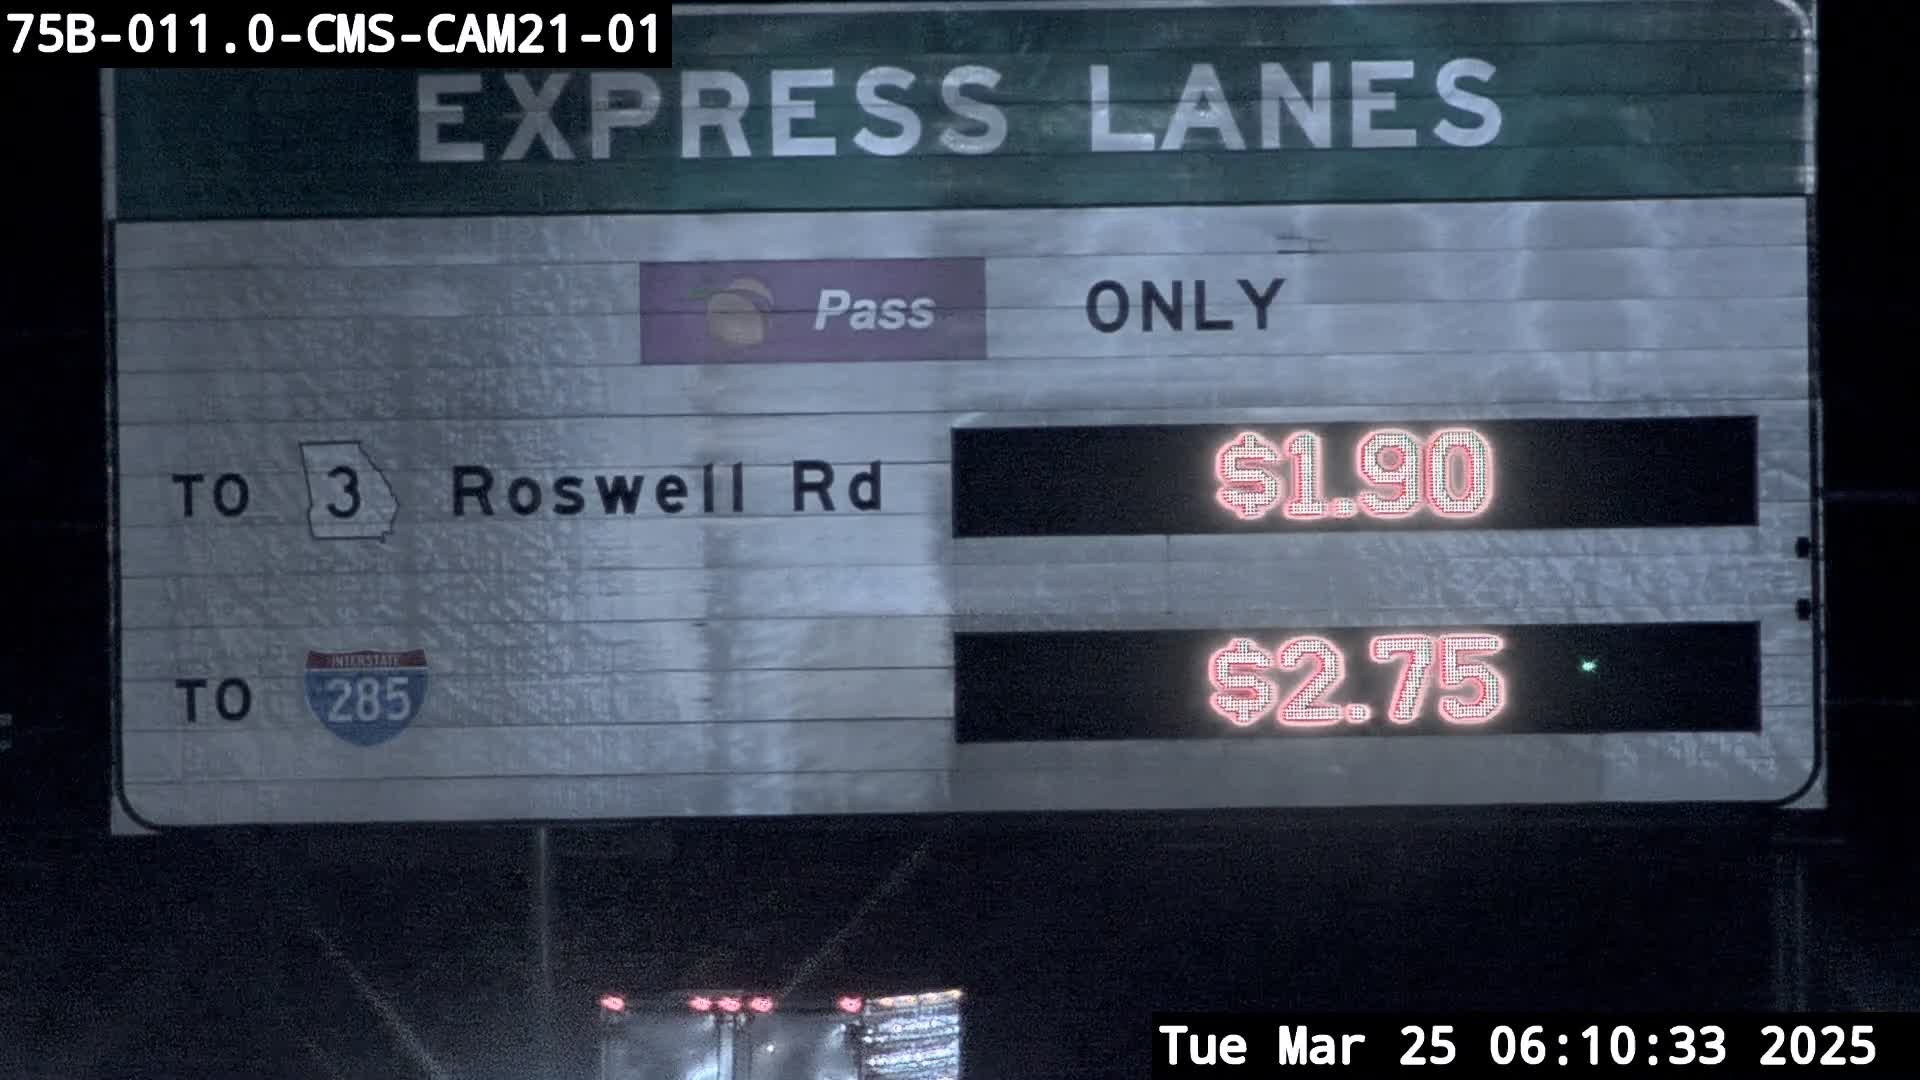 75B-011.0-CMS-CAM21-01
EXPRESS LANES
Pass ONLY
TO 3 Roswell Rd $1.90
TO INTERSTATE 285 $2.75
Tue Mar 25 06:10:33 2025